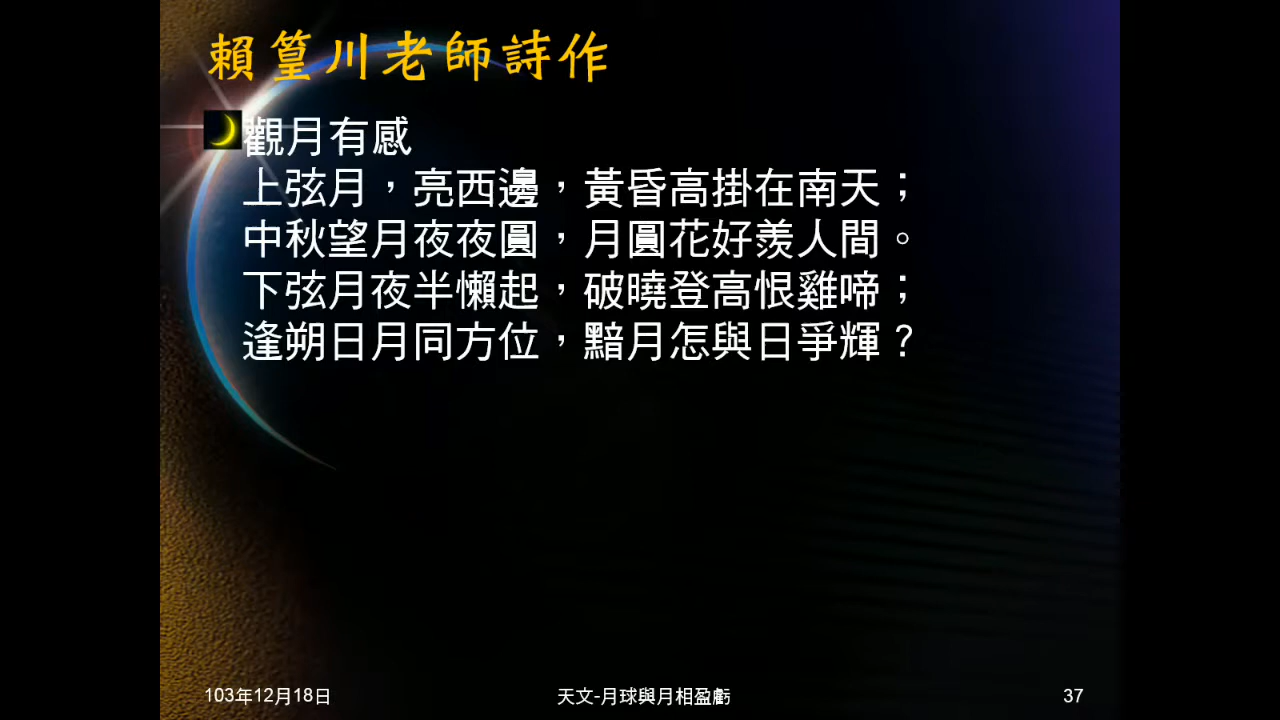 賴篁川老師詩作
觀月有感
上弦月，亮西邊，黃昏高掛在南天；
中秋望月夜夜圓，月圓花好羨人間。
下弦月夜半懶起，破曉登高恨雞啼；
逢朔日月同方位，黯月怎與日爭輝？
103年12月18日
天文-月球與月相盈虧
37